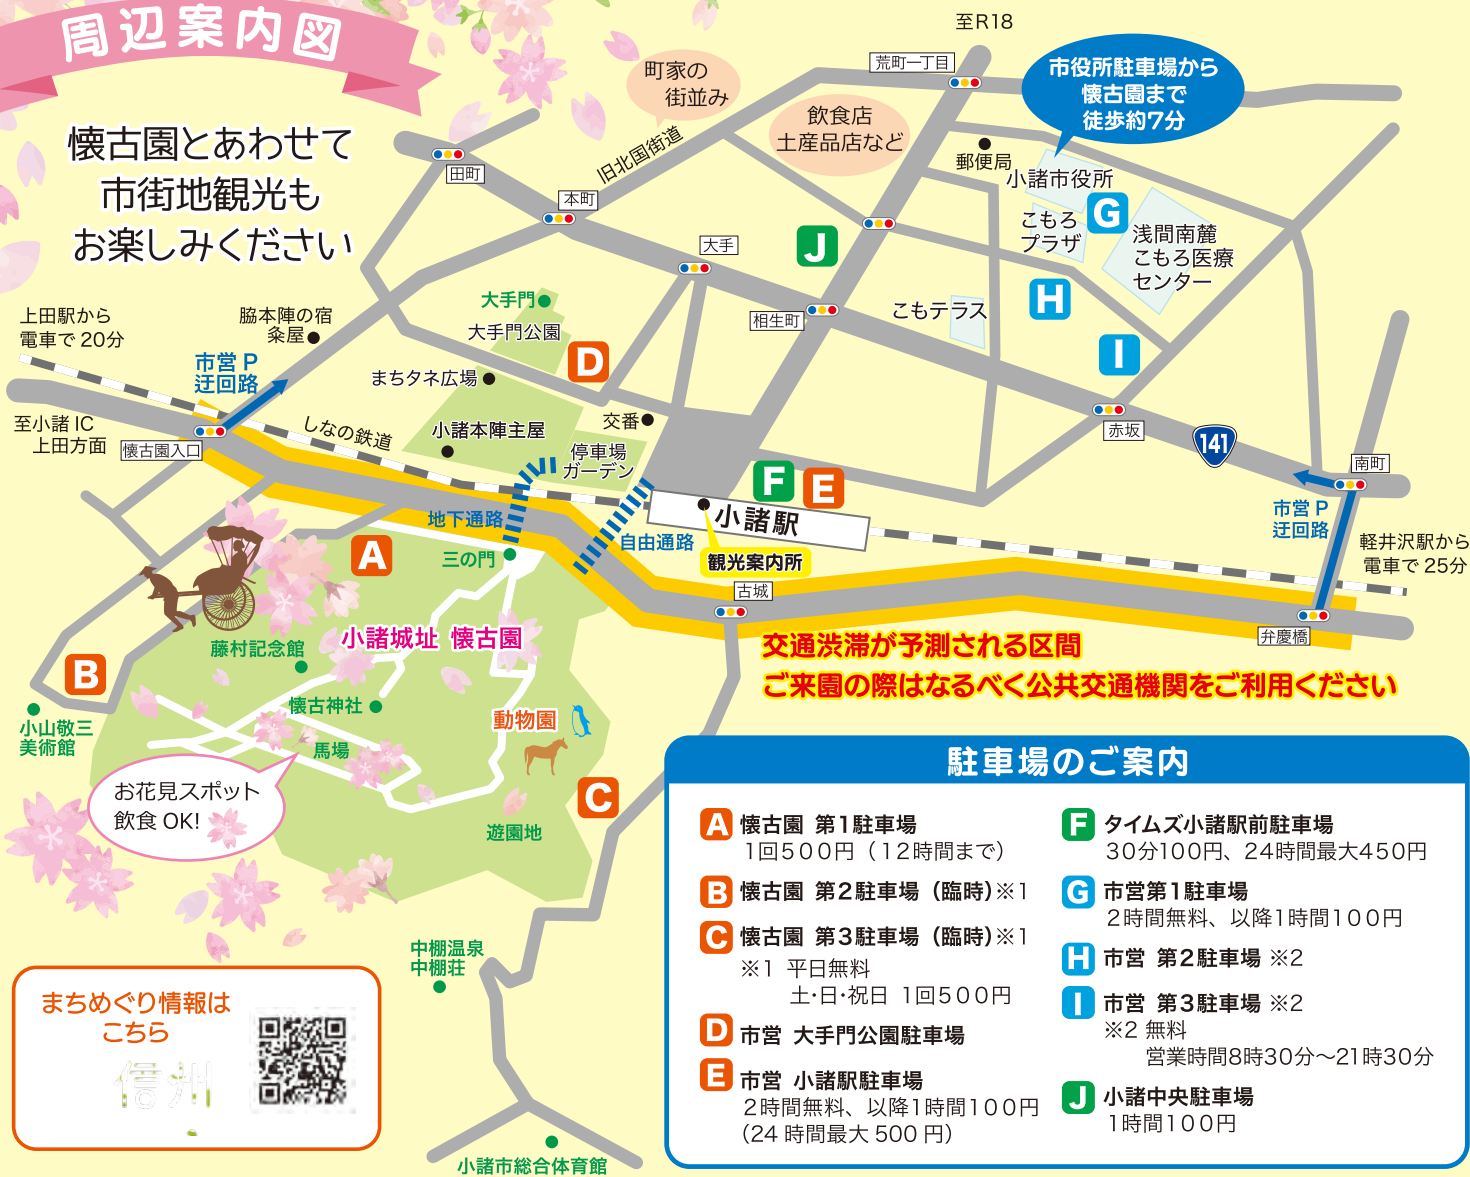 周辺案内図
懐古園とあわせて
市街地観光も
お楽しみください
至R18
荒町一丁目
市役所駐車場から
懐古園まで
徒歩約7分
町家の
街並み
飲食店
土産品店など
旧北国街道
田町
本町
大手
相生町
郵便局
小諸市役所
G
こもろ
プラザ
浅間南麓
こもろ医療
センター
J
H
こもテラス
I
赤坂
141
南町
上田駅から
電車で20分
脇本陣の宿
粂屋
市営P
迂回路
大手門
大手門公園
D
まちタネ広場
交番
至小諸IC
上田方面
懐古園入口
しなの鉄道
小諸本陣主屋
停車場
ガーデン
F
E
小諸駅
観光案内所
地下通路
自由通路
市営P
迂回路
軽井沢駅から
電車で25分
A
三の門
古城
弁慶橋
交通渋滞が予測される区間
ご来園の際はなるべく公共交通機関をご利用ください
小諸城址 懐古園
藤村記念館
B
懐古神社
小山敬三
美術館
馬場
動物園
C
遊園地
お花見スポット
飲食OK!
中棚温泉
中棚荘
小諸市総合体育館
まちめぐり情報は
こちら
信州
駐車場のご案内
A 懐古園 第1駐車場
1回500円（12時間まで）
B 懐古園 第2駐車場（臨時）※1
C 懐古園 第3駐車場（臨時）※1
※1 平日無料
土・日・祝日 1回500円
D 市営 大手門公園駐車場
E 市営 小諸駅駐車場
2時間無料、以降1時間100円
（24時間最大500円）
F タイムズ小諸駅前駐車場
30分100円、24時間最大450円
G 市営第1駐車場
2時間無料、以降1時間100円
H 市営 第2駐車場 ※2
I 市営 第3駐車場 ※2
※2 無料
営業時間8時30分～21時30分
J 小諸中央駐車場
1時間100円